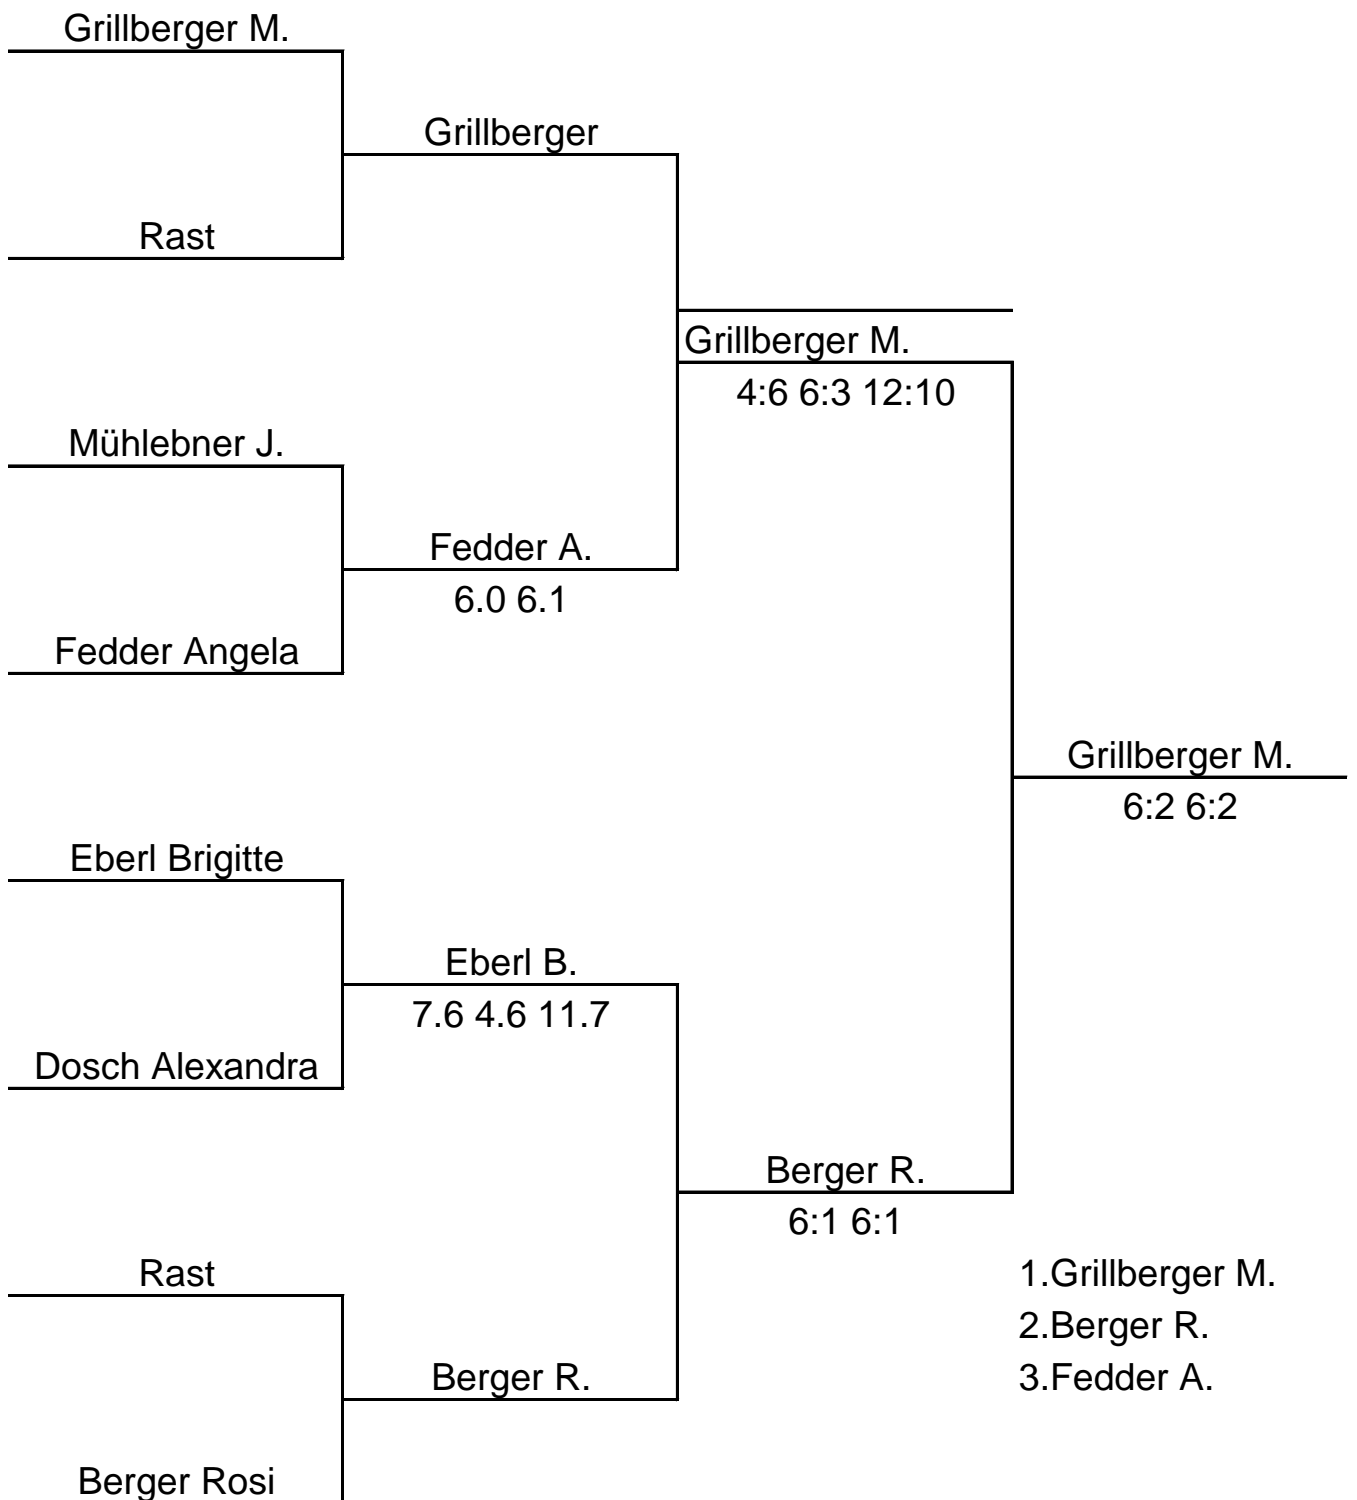 Grillberger M.
Grillberger
Rast
Grillberger M.
4:6 6:3 12:10
Mühlebner J.
Fedder A.
6.0 6.1
Fedder Angela
Grillberger M.
6:2 6:2
Eberl Brigitte
Eberl B.
7.6 4.6 11.7
Dosch Alexandra
Berger R.
6:1 6:1
Rast
1.Grillberger M.
2.Berger R.
Berger R.
3.Fedder A.
Berger Rosi